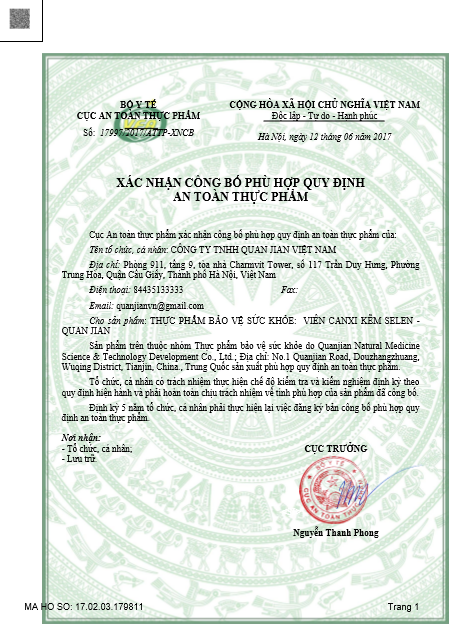 BỘ Y TẾ
CỤC AN TOÀN THỰC PHẨM
Số: 17997/2017/ATTP-XNCB
CỘNG HÒA XÃ HỘI CHỦ NGHĨA VIỆT NAM
Độc lập - Tự do - Hạnh phúc
Hà Nội, ngày 12 tháng 06 năm 2017
XÁC NHẬN CÔNG BỐ PHÙ HỢP QUY ĐỊNH
AN TOÀN THỰC PHẨM
Cục An toàn thực phẩm xác nhận công bố phù hợp quy định an toàn thực phẩm của:
Tên tổ chức, cá nhân: CÔNG TY TNHH QUAN JIAN VIỆT NAM
Địa chỉ: Phòng 911, tầng 9, tòa nhà Charmvit Tower, số 117 Trần Duy Hưng, Phường
Trung Hòa, Quận Cầu Giấy, Thành phố Hà Nội, Việt Nam
Điện thoại: 84435133333 Fax:
Email: quanjianvn@gmail.com
Cho sản phẩm: THỰC PHẨM BẢO VỆ SỨC KHỎE: VIÊN CANXI KẼM SELEN -
QUAN JIAN
Sản phẩm trên thuộc nhóm Thực phẩm bảo vệ sức khỏe do Quanjian Natural Medicine
Science & Technology Development Co., Ltd.; Địa chỉ: No.1 Quanjian Road, Douzhangzhuang,
Wuqing District, Tianjin, China., Trung Quốc sản xuất phù hợp quy định an toàn thực phẩm.
Tổ chức, cá nhân có trách nhiệm thực hiện chế độ kiểm tra và kiểm nghiệm định kỳ theo
quy định hiện hành và phải hoàn toàn chịu trách nhiệm về tính phù hợp của sản phẩm đã công bố.
Định kỳ 5 năm tổ chức, cá nhân phải thực hiện lại việc đăng ký bản công bố phù hợp quy
định an toàn thực phẩm.
Nơi nhận:
- Tổ chức, cá nhân;
- Lưu trữ.
CỤC TRƯỞNG
BỘ Y TẾ
CỤC AN TOÀN THỰC PHẨM
Nguyễn Thanh Phong
MA HO SO: 17.02.03.179811
Trang 1